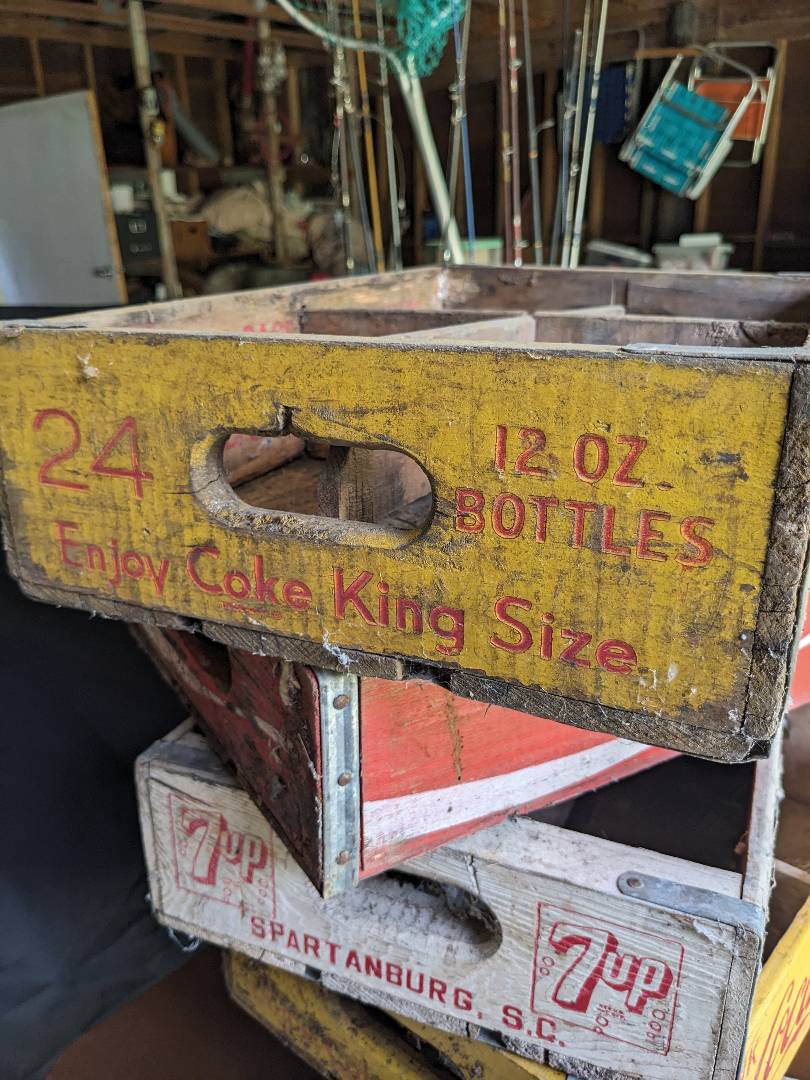 24
12 OZ.
BOTTLES
Enjoy Coke King Size
7up
SPARTANBURG, S.C.
7up